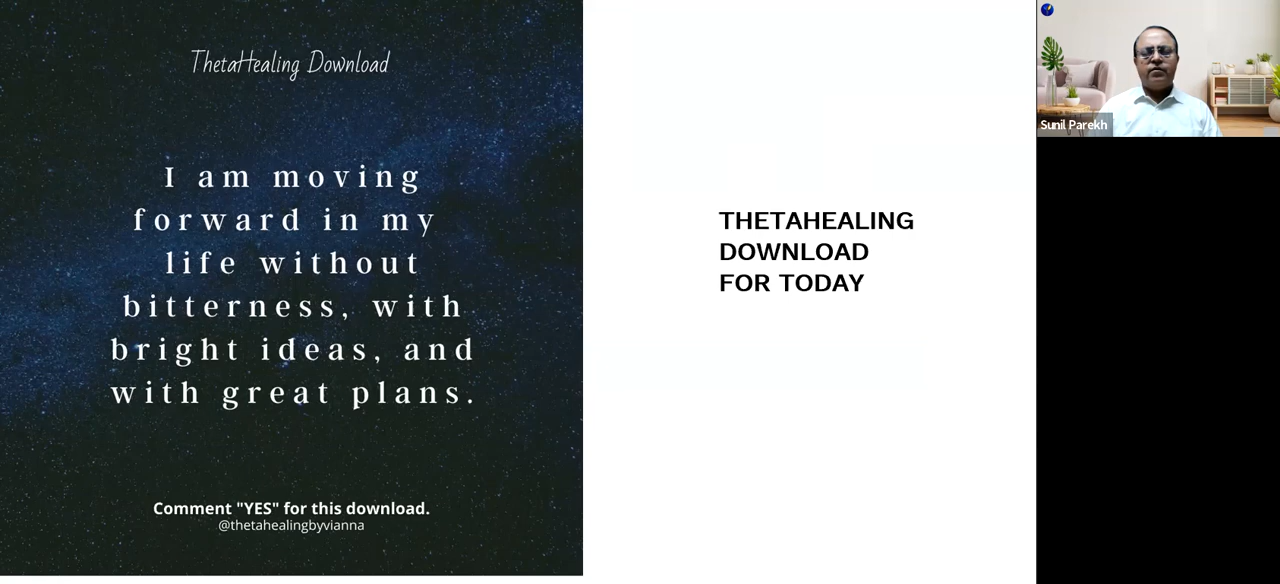 ThetaHealing Download
I am moving
forward in my
life without
bitterness, with
bright ideas, and
with great plans.
Comment "YES" for this download.
@thetahealingbyvianna
THETAHEALING
DOWNLOAD
FOR TODAY
Sunil Parekh